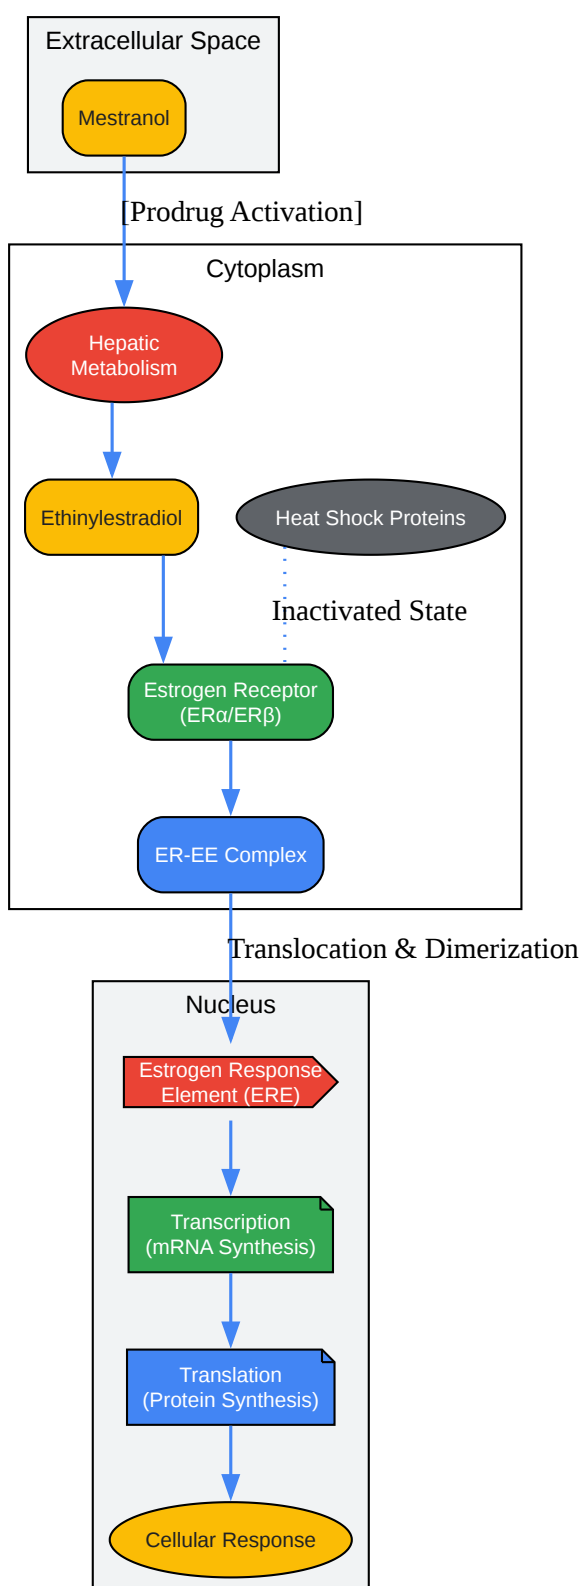 Extracellular Space
Mestranol
[Prodrug Activation]
Cytoplasm
Hepatic
Metabolism
Ethinylestradiol
Heat Shock Proteins
Inactivated State
Estrogen Receptor
(ERα/ERβ)
ER-EE Complex
Translocation & Dimerization
Nucleus
Estrogen Response
Element (ERE)
Transcription
(mRNA Synthesis)
Translation
(Protein Synthesis)
Cellular Response